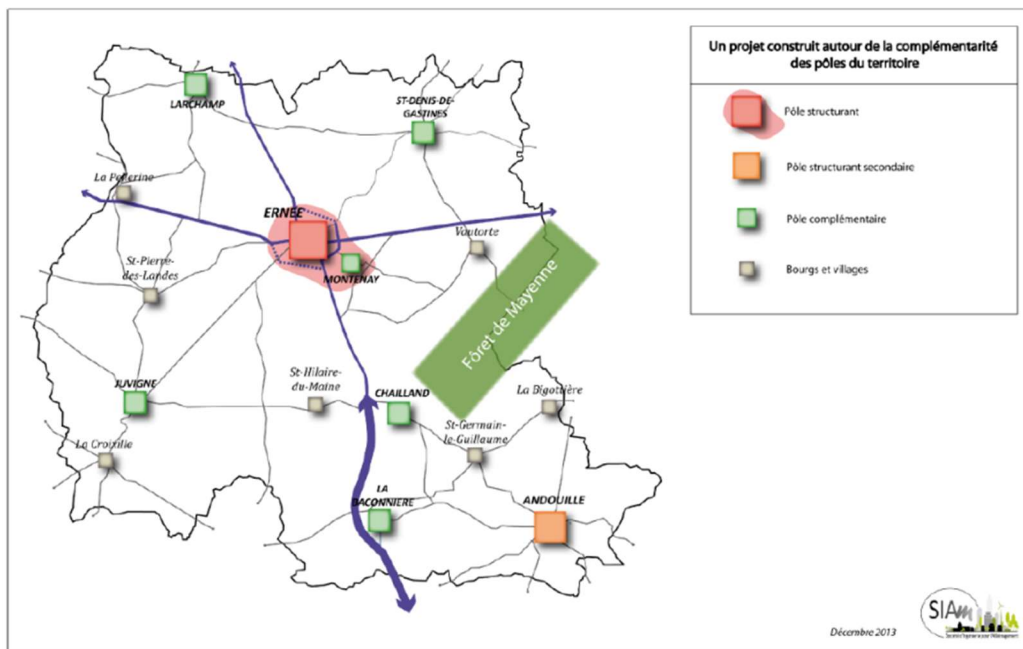 Un projet construit autour de la complémentarité
des pôles du territoire
Pôle structurant
Pôle structurant secondaire
Pôle complémentaire
Bourgs et villages
LARCHAMP
ST-DENIS-DE-
GASTINES
La Pellerine
ERNEE
Vautorte
MONTENAY
St-Pierre-
des-Landes
Fôret de Mayenne
JUVIGNE
St-Hilaire-
du-Maine
CHAILLAND
La Bigottière
La Croixille
St-Germain-
le-Guillaume
LA
BACONNIERE
ANDOUILLE
Décembre 2013
SIAm